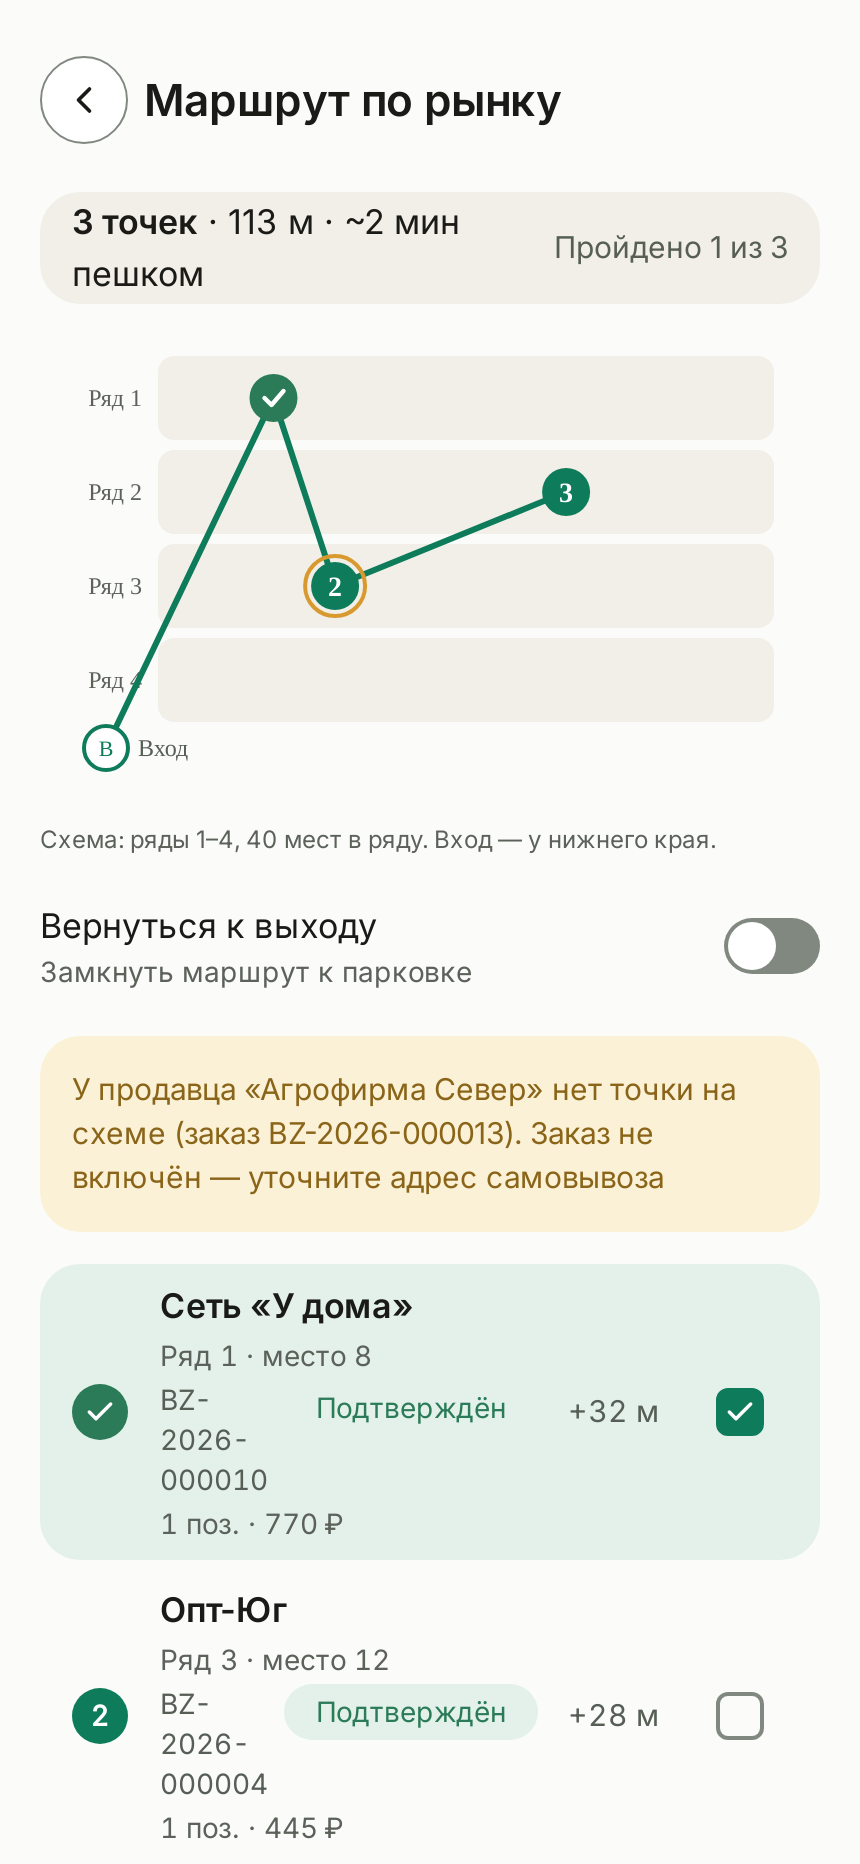 Маршрут по рынку
3 точек · 113 м · ~2 мин
пешком
Пройдено 1 из 3
Ряд 1
Ряд 2
3
Ряд 3
2
Ряд 4
В Вход
Схема: ряды 1–4, 40 мест в ряду. Вход — у нижнего края.
Вернуться к выходу
Замкнуть маршрут к парковке
У продавца «Агрофирма Север» нет точки на
схеме (заказ BZ-2026-000013). Заказ не
включён — уточните адрес самовывоза
Сеть «У дома»
Ряд 1 · место 8
BZ-
2026-
000010
Подтверждён
+32 м
1 поз. · 770 ₽
Опт-Юг
Ряд 3 · место 12
2
BZ-
2026-
000004
Подтверждён
+28 м
1 поз. · 445 ₽